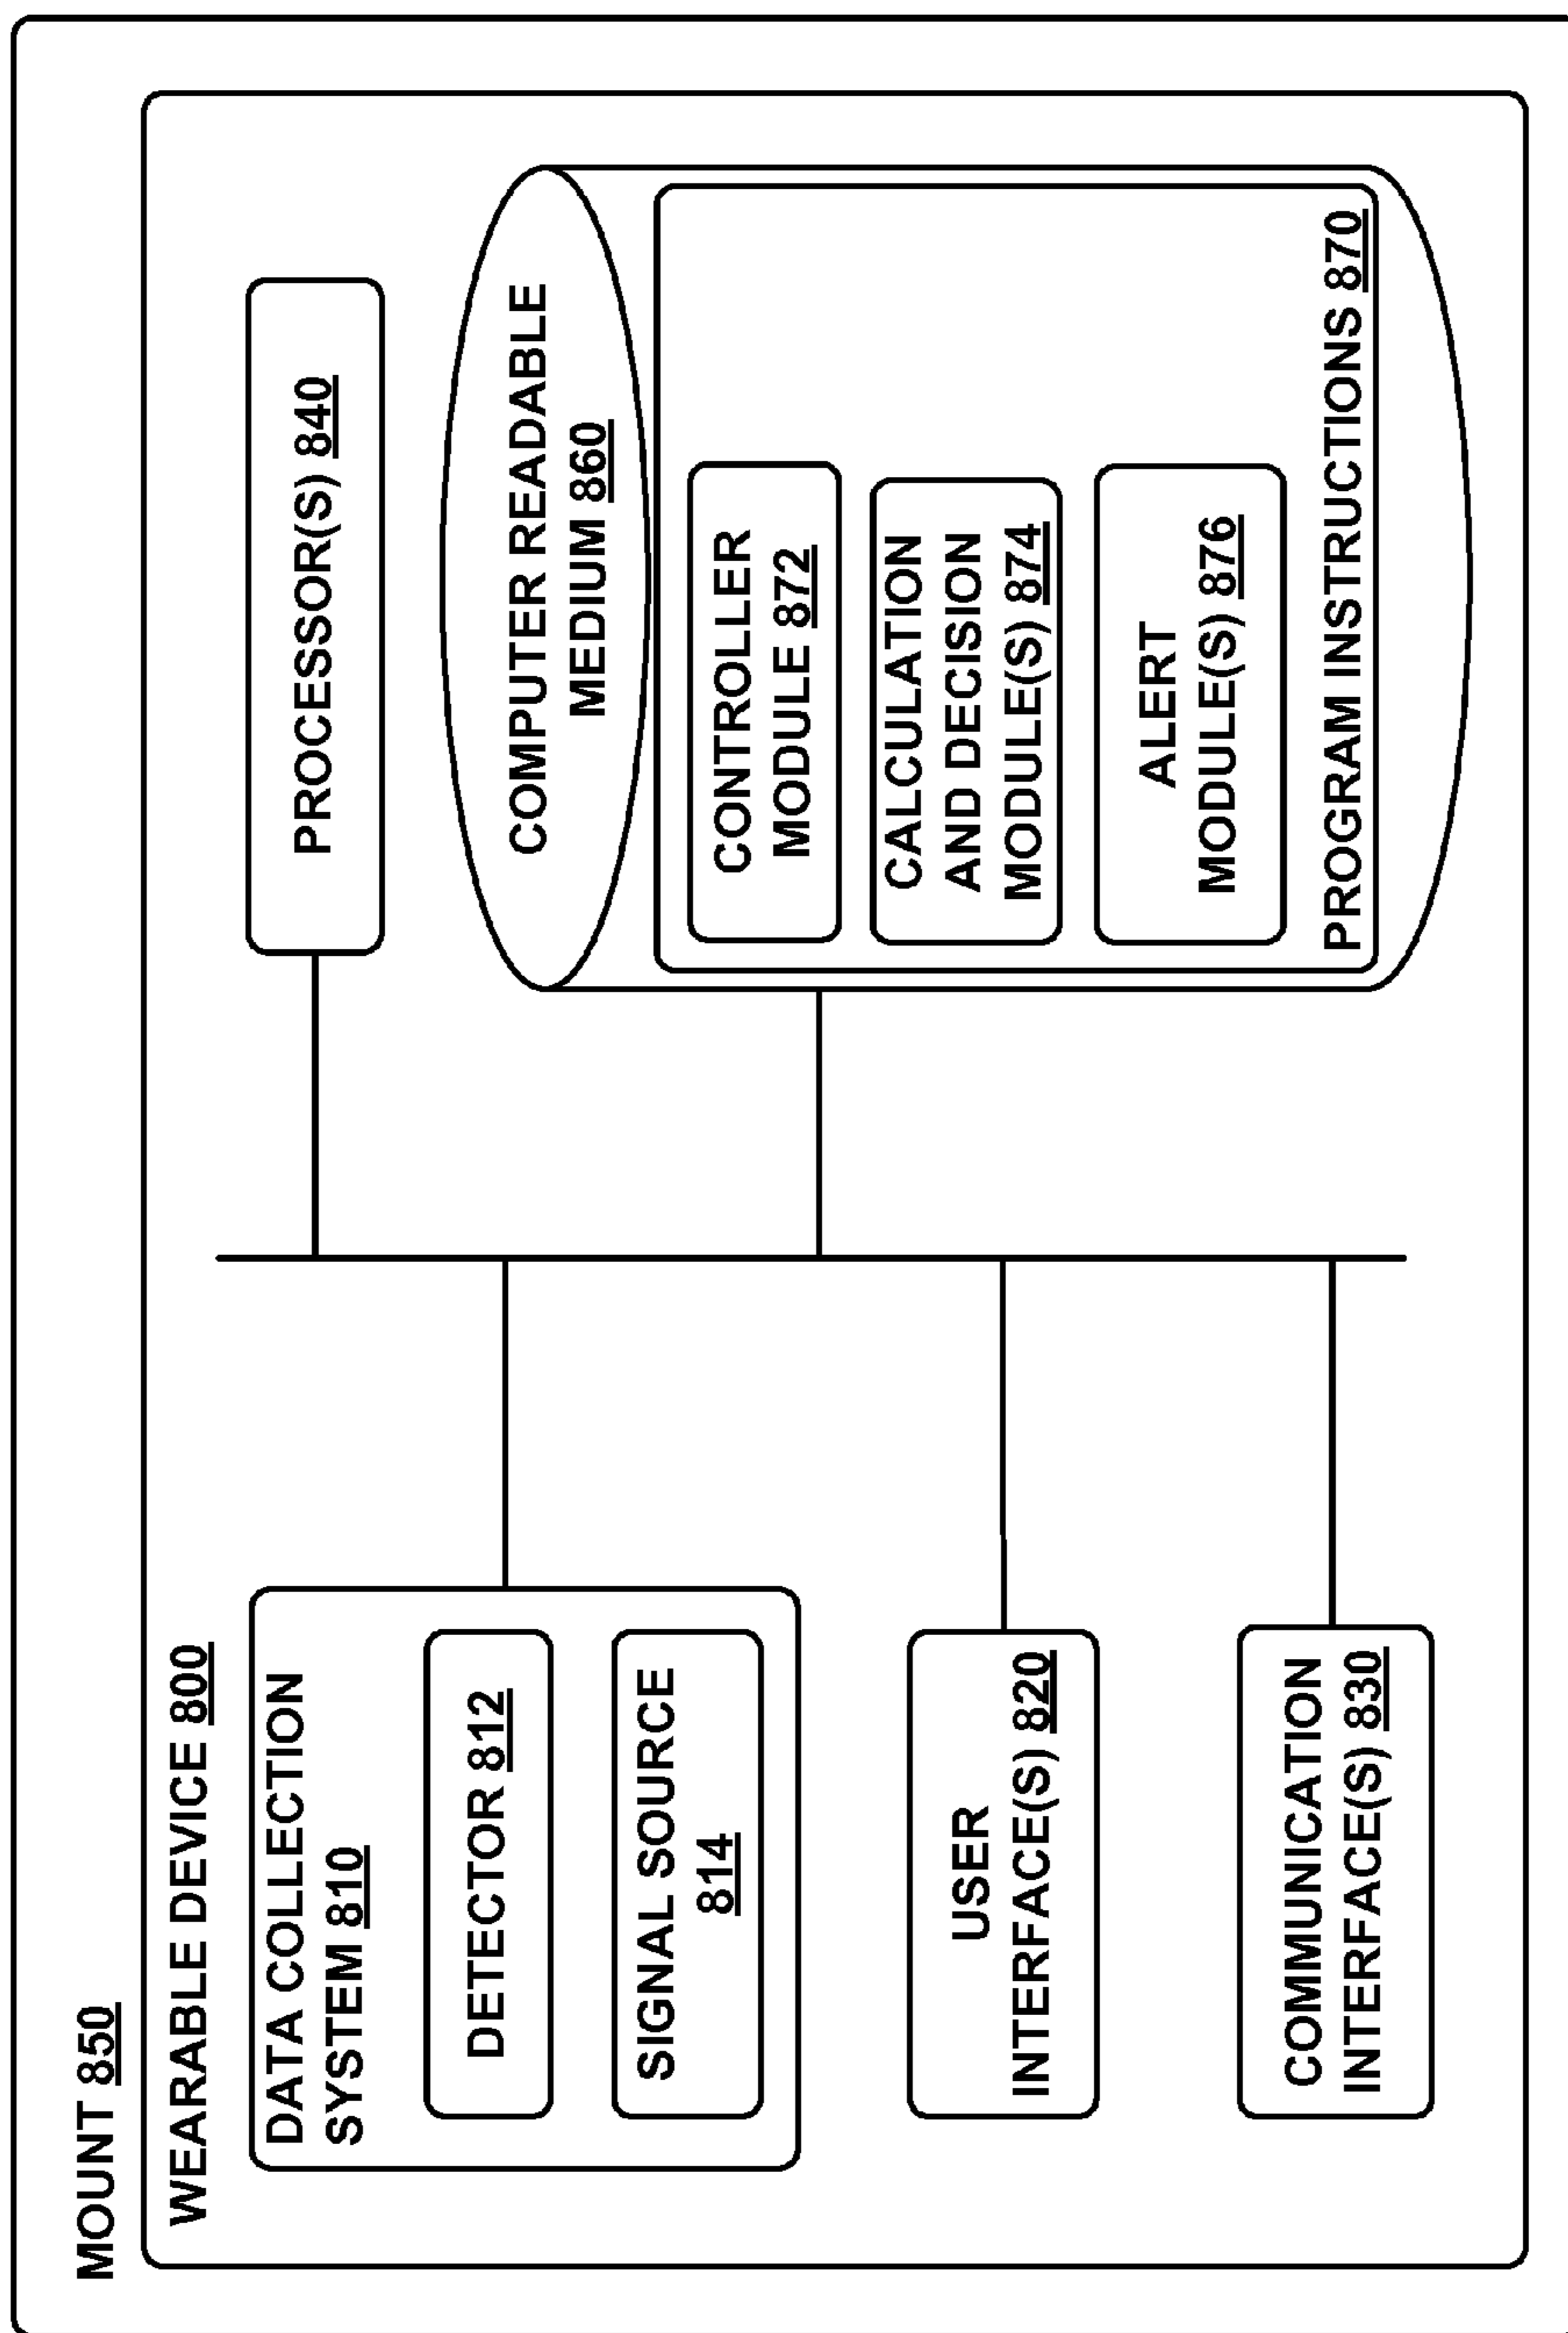 MOUNT 850
WEARABLE DEVICE 800
DATA COLLECTION
SYSTEM 810
DETECTOR 812
SIGNAL SOURCE
814
USER
INTERFACE(S) 820
COMMUNICATION
INTERFACE(S) 830
PROCESSOR(S) 840
COMPUTER READABLE
MEDIUM 860
CONTROLLER
MODULE 872
CALCULATION
AND DECISION
MODULE(S) 874
ALERT
MODULE(S) 876
PROGRAM INSTRUCTIONS 870